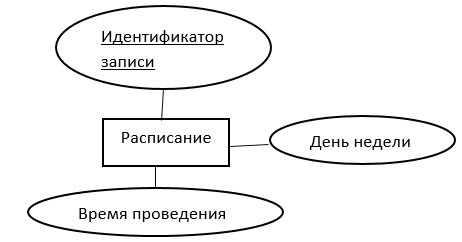 Идентификатор
записи
Расписание
День недели
Время проведения